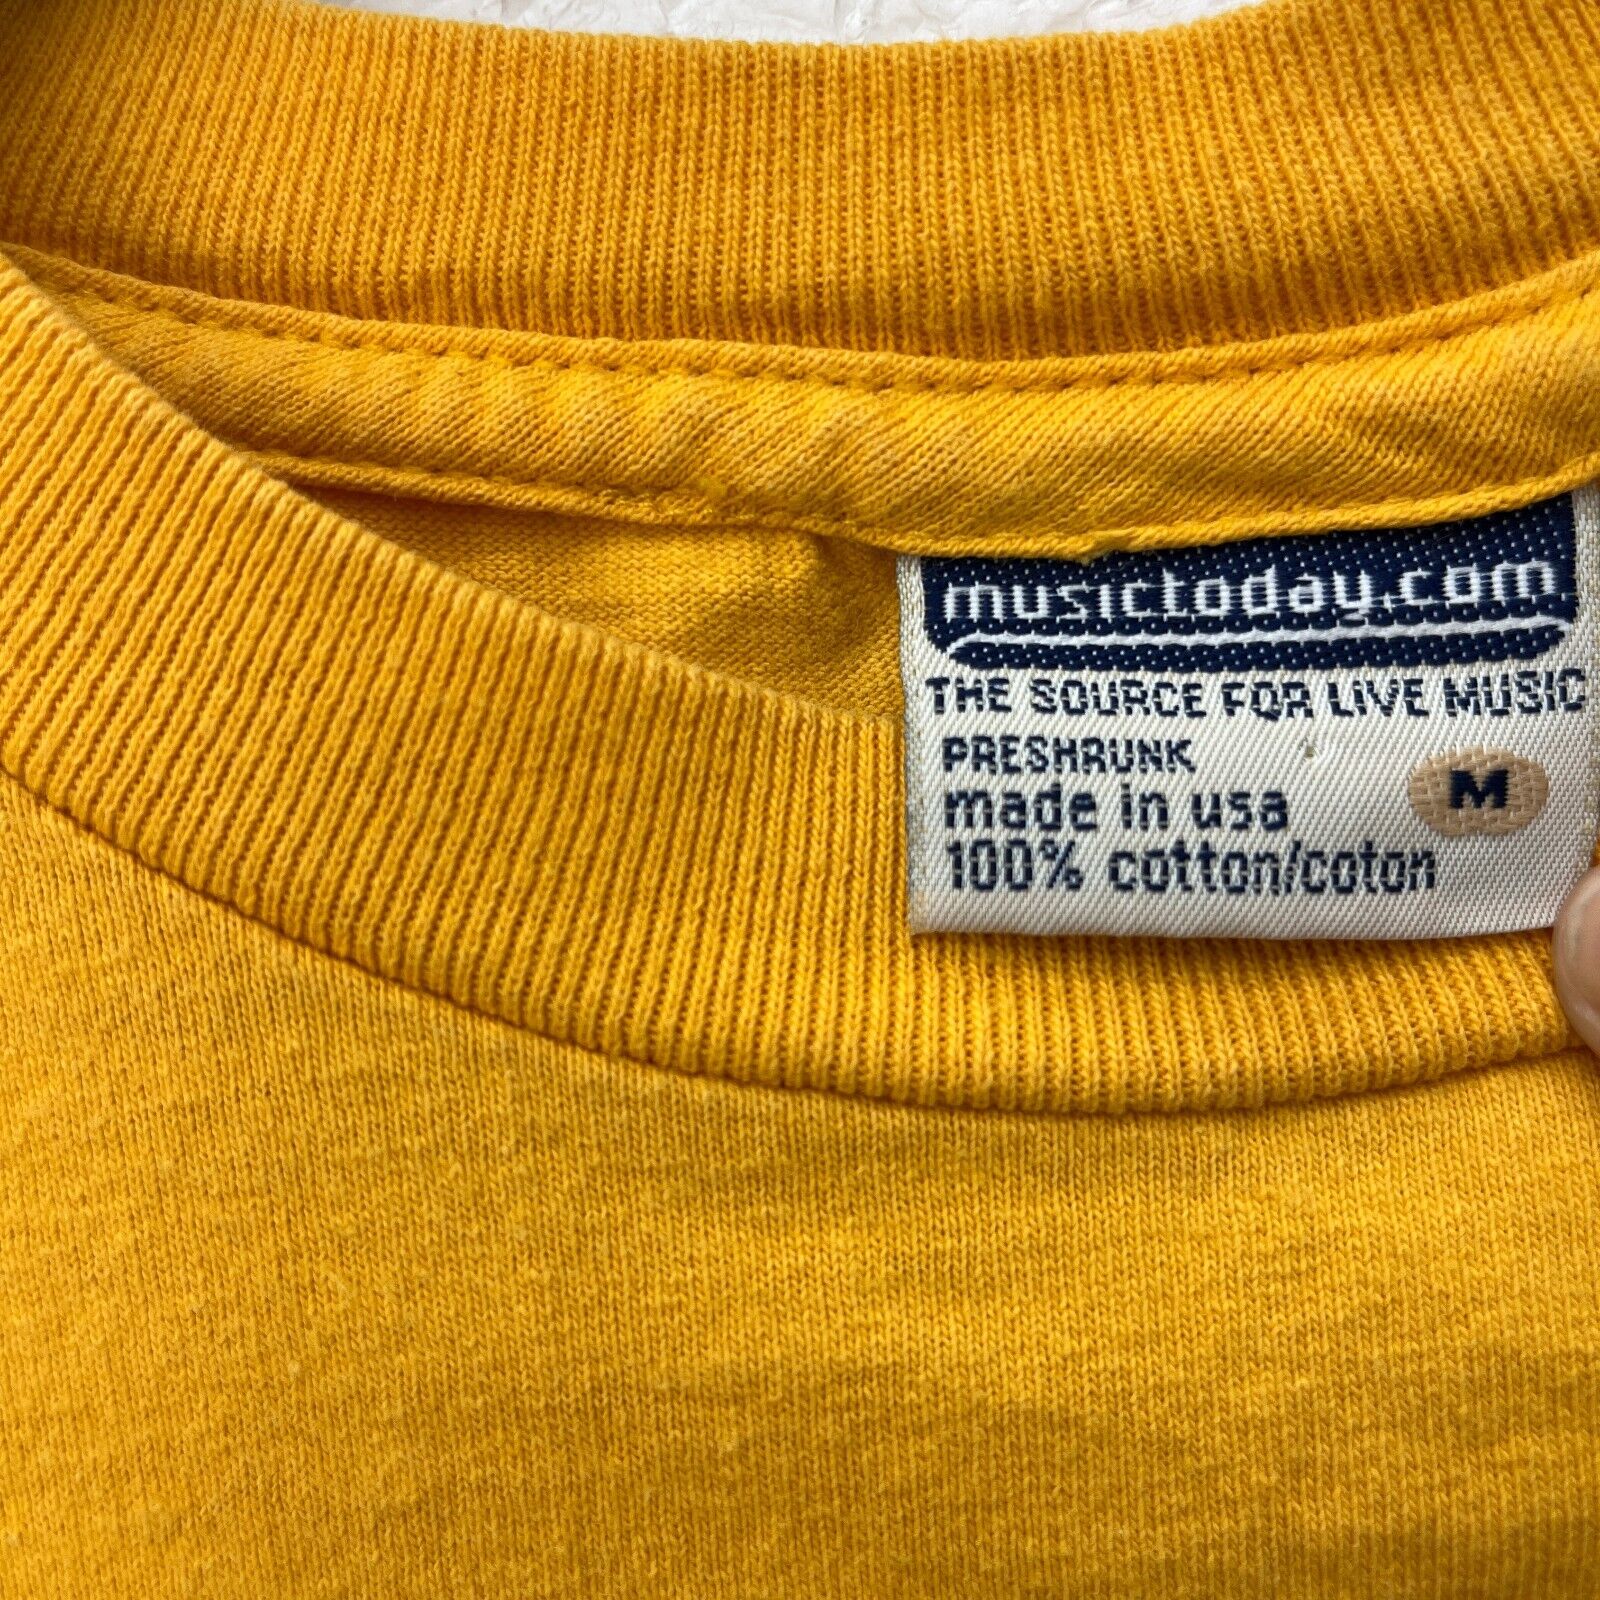 musictoday.com
THE SOURCE FOR LIVE MUSIC
PRESHRUNK
made in usa
M
100% cotton/coton